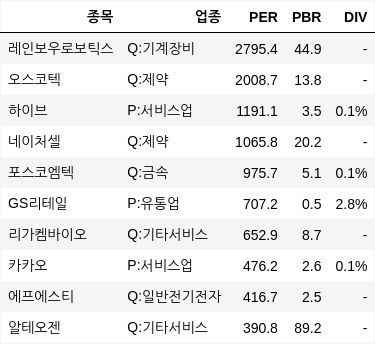 종목 업종 PER PBR DIV
레인보우로보틱스 Q:기계장비 2795.4 44.9 -
오스코텍 Q:제약 2008.7 13.8 -
하이브 P:서비스업 1191.1 3.5 0.1%
네이처셀 Q:제약 1065.8 20.2 -
포스코엠텍 Q:금속 975.7 5.1 0.1%
GS리테일 P:유통업 707.2 0.5 2.8%
리가켐바이오 Q:기타서비스 652.9 8.7 -
카카오 P:서비스업 476.2 2.6 0.1%
에프에스티 Q:일반전기전자 416.7 2.5 -
알테오젠 Q:기타서비스 390.8 89.2 -